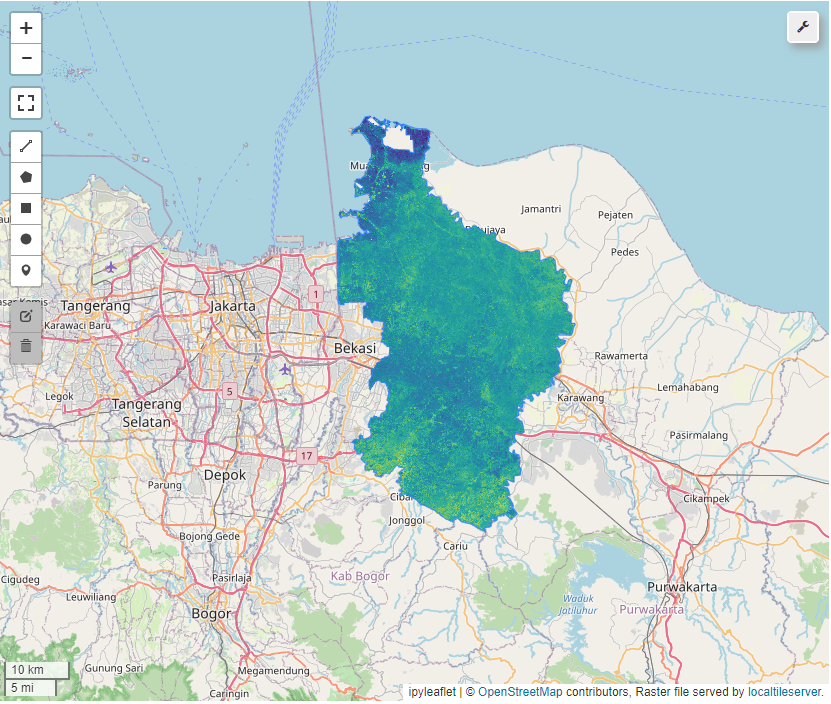 +
−
Mua
g
Jamantri
Pejaten
ujaya
Pedes
1
Tangerang
Jakarta
Karawaci Baru
Bekasi
Rawamerta
Lemahabang
5
Legok
Karawang
Tangerang
Selatan
Pasirmalang
17
Depok
Parung
Ciba
Cikampek
Jonggol
Bojong Gede
Cariu
Cigudeg
Pasirlaja
Kab Bogor
Leuwiliang
Purwakarta
Waduk
Jatiluhur
Purwakarta
Bogor
Gunung Sari
Megamendung
10 km
5 mi
Caringin
ipyleaflet | © OpenStreetMap contributors, Raster file served by localtileserver.